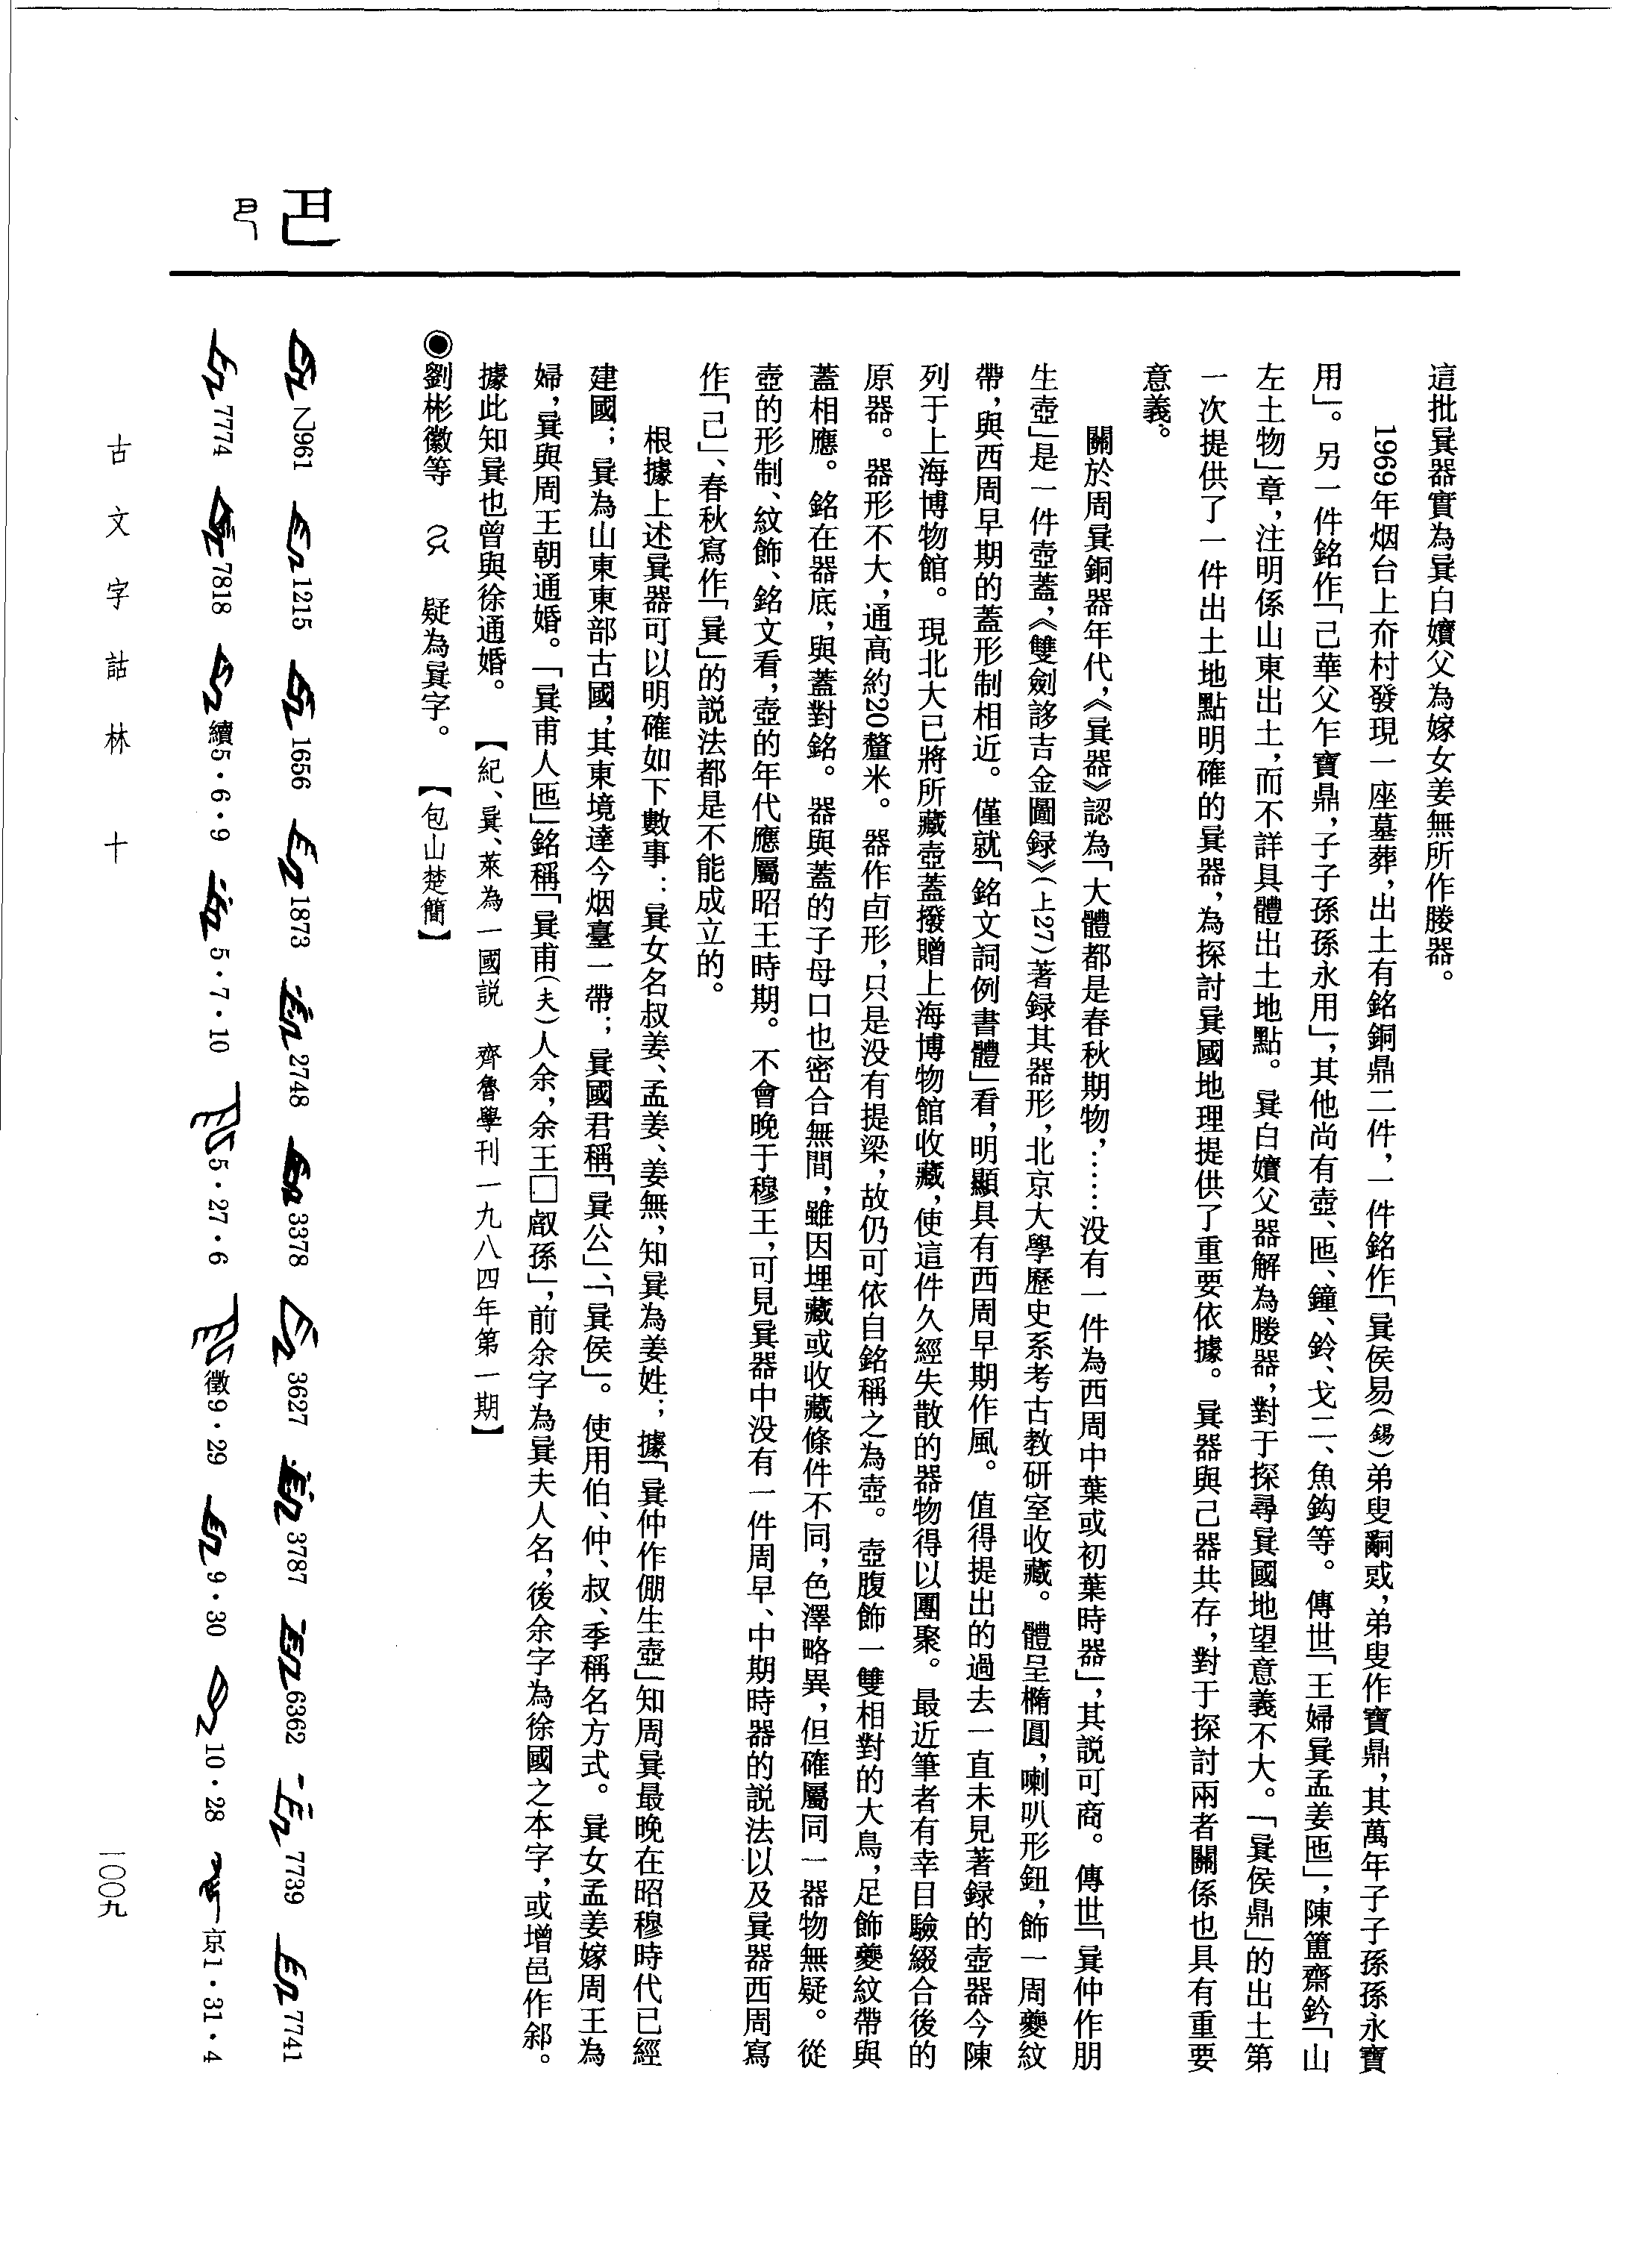 這批㠱器實為㠱白㜏父為嫁女姜無所作媵器。
1969年烟台上夼村發現一座墓葬，出土有銘銅鼎二件，一件銘作「㠱侯易（錫）弟叟嗣㦽，弟叟作寶鼎，其萬年子子孫孫永寶
用」。另一件銘作「己華父乍寶鼎，子子孫孫永用」，其他尚有壺、匜、鐘、鈴、戈二、魚鈎等。傳世「王婦㠱孟姜匜」，陳簠齋鈐「山
左土物」章，注明係山東出土，而不詳具體出土地點。㠱白㜏父器解為媵器，對于探尋㠱國地望意義不大。「㠱侯鼎」的出土第
一次提供了一件出土地點明確的㠱器，為探討㠱國地理提供了重要依據。㠱器與己器共存，對于探討兩者關係也具有重要
意義。
關於周㠱銅器年代，《㠱器》認為「大體都是春秋期物，……没有一件為西周中葉或初葉時器」，其説可商。傳世「㠱仲作朋
生壺」是一件壺蓋，《雙劍誃吉金圖録》（上27）著録其器形，北京大學歷史系考古教研室收藏。體呈橢圓，喇叭形鈕，飾一周夔紋
帶，與西周早期的蓋形制相近。僅就「銘文詞例書體」看，明顯具有西周早期作風。值得提出的過去一直未見著録的壺器今陳
列于上海博物館。現北大已將所藏壺蓋撥贈上海博物館收藏，使這件久經失散的器物得以團聚。最近筆者有幸目驗綴合後的
原器。器形不大，通高約20釐米。器作卣形，只是没有提梁，故仍可依自銘稱之為壺。壺腹飾一雙相對的大鳥，足飾夔紋帶與
蓋相應。銘在器底，與蓋對銘。器與蓋的子母口也密合無間，雖因埋藏或收藏條件不同，色澤略異，但確屬同一器物無疑。從
壺的形制、紋飾、銘文看，壺的年代應屬昭王時期。不會晚于穆王，可見㠱器中没有一件周早、中期時器的説法以及㠱器西周寫
作「己」、春秋寫作「㠱」的説法都是不能成立的。
根據上述㠱器可以明確如下數事：㠱女名叔姜、孟姜、姜無，知㠱為姜姓；據「㠱仲作倗生壺」知周㠱最晚在昭穆時代已經
建國；㠱為山東東部古國，其東境達今烟臺一帶；㠱國君稱「㠱公」、「㠱侯」。使用伯、仲、叔、季稱名方式。㠱女孟姜嫁周王為
婦，㠱與周王朝通婚。「㠱甫人匜」銘稱「㠱甫（夫）人余，余王□𠭯孫」，前余字為㠱夫人名，後余字為徐國之本字，或增邑作䣄。
據此知㠱也曾與徐通婚。　【紀、㠱、萊為一國説　齊魯學刊一九八四年第一期】
◉劉彬徽等　疑為㠱字。　【包山楚簡】
乙961　1215　1656　1873　2748　3378　3627　3787　6362　7739　7741
7774　7818　續5・6・9　5・7・10　5・27・6　徵9・29　9・30　10・28　京1・31・4
古文字詁林　十
一〇〇九